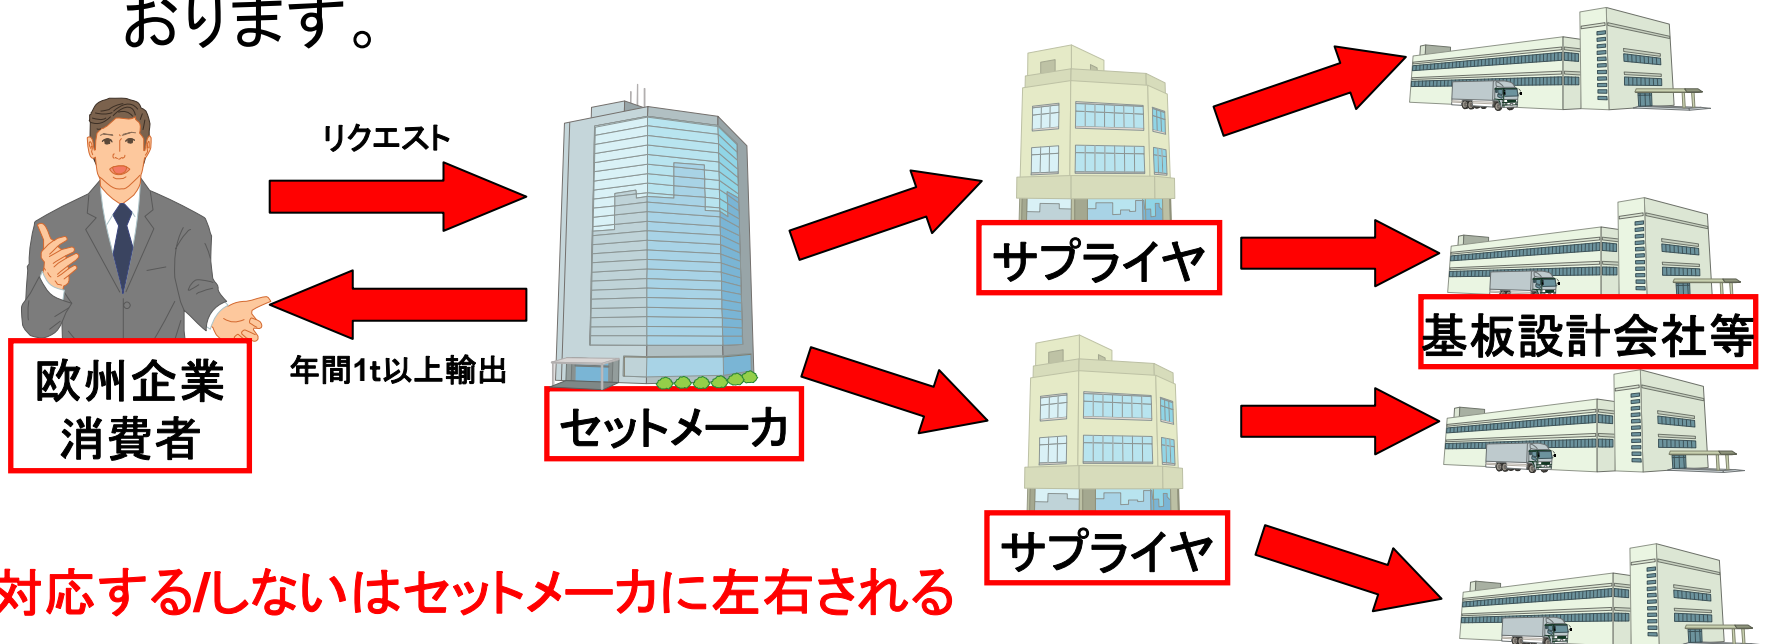 おります。
リクエスト
年間1t以上輸出
欧州企業
消費者
セットメーカ
サプライヤ
サプライヤ
基板設計会社等
対応する/しないはセットメーカに左右される